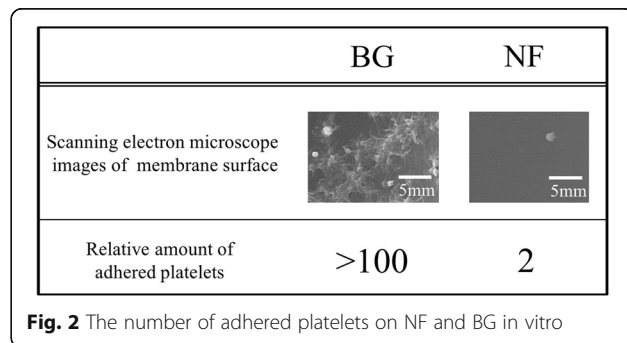 BG NF
Scanning electron microscope
images of membrane surface
5mm 5mm
Relative amount of
adhered platelets
>100 2
Fig. 2 The number of adhered platelets on NF and BG in vitro